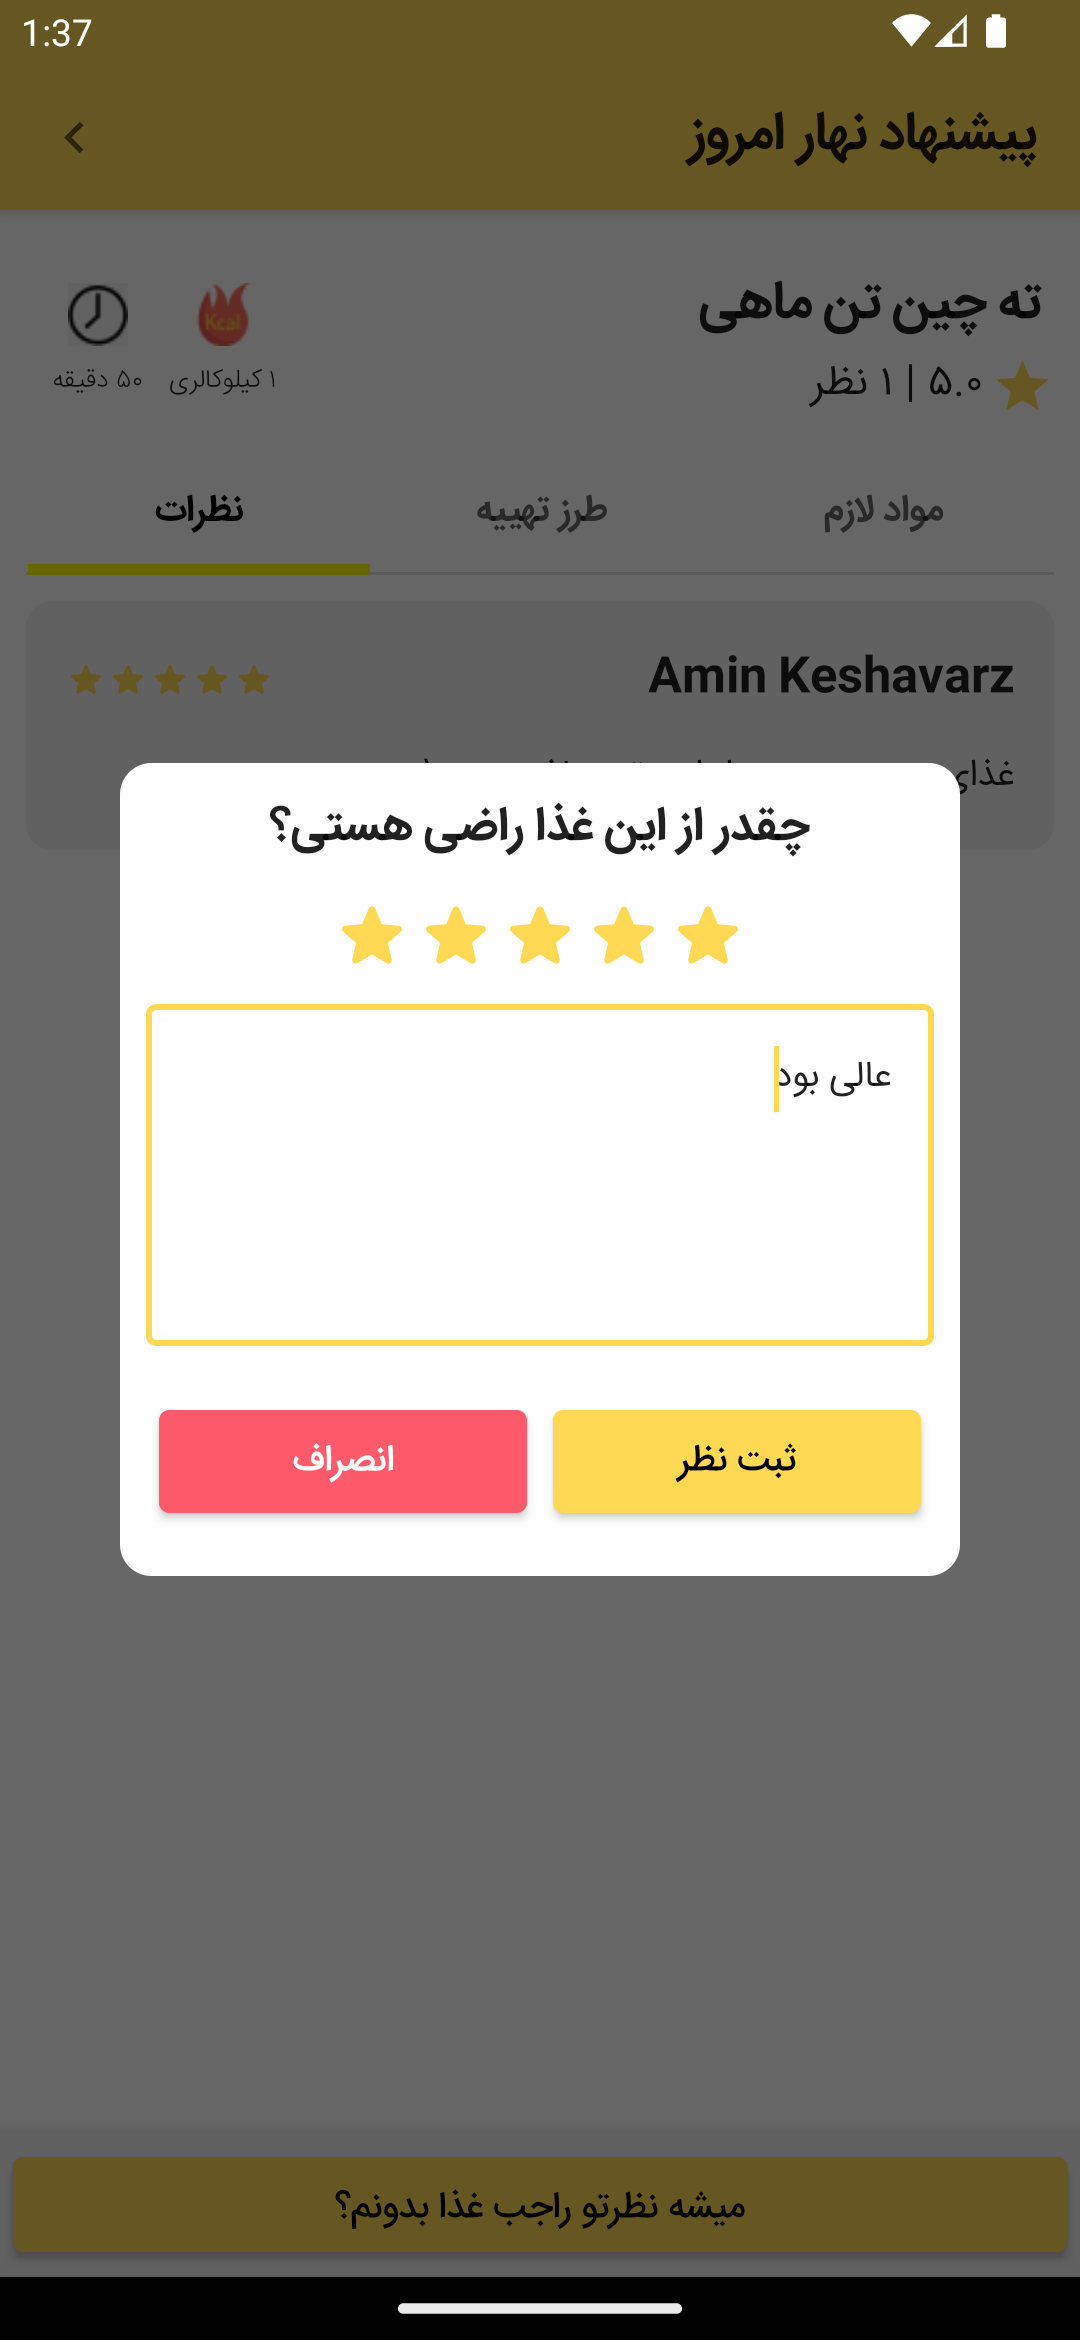 1:37
پیشنهاد نهار امروز
ته چین تن ماهی
۵.۰ | ۱ نظر
Kcal
۱ کیلوکالری
۵۰ دقیقه
مواد لازم
طرز تهییه
نظرات
Amin Keshavarz
غذای
چقدر از این غذا راضی هستی؟
عالی بود
ثبت نظر
انصراف
میشه نظرتو راجب غذا بدونم؟